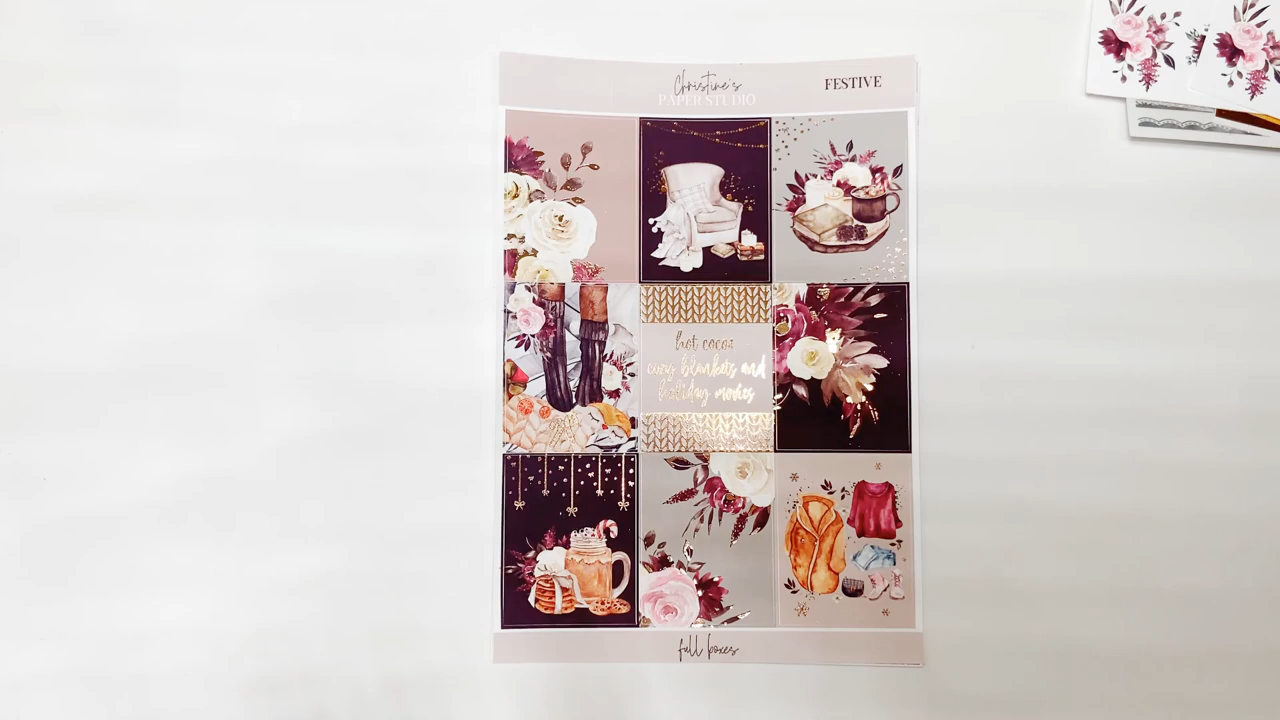 Christine's
PAPER STUDIO
FESTIVE
hot cocoa
cozy blankets and
holiday movies
full boxes